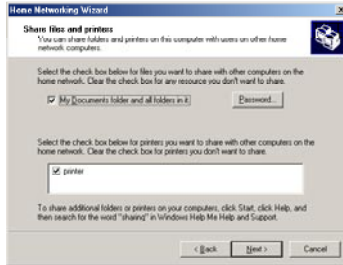 Home Networking Wizard
Share files and printers
You can share folders and printers on this computer with users on other home
network computers.
Select the check box below for files you want to share with other computers on the
home network. Clear the check box for any resource you don't want to share.
My Documents folder and all folders in it
Password...
Select the check box below for printers you want to share with other computers on the
home network. Clear the check box for printers you don't want to share.
printer
To share additional folders or printers on your computers, click Start, click Help, and
then search for the word "sharing" in Windows Help Me Help and Support.
< Back
Next >
Cancel